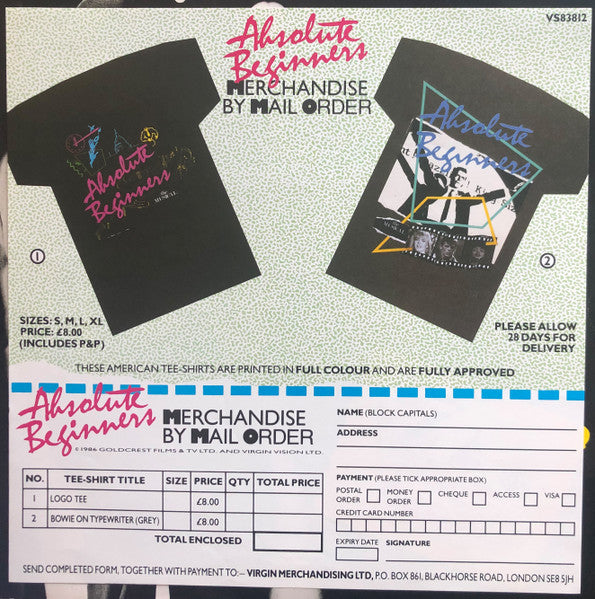 VS83812
Absolute
Beginners
MERCHANDISE
BY MAIL ORDER
Absolute
Beginners
THE MUSICAL
Absolute
Beginners
MUSICAL
1
2
SIZES: S, M, L, XL
PRICE: £8.00
(INCLUDES P&P)
PLEASE ALLOW
28 DAYS FOR
DELIVERY
THESE AMERICAN TEE-SHIRTS ARE PRINTED IN FULL COLOUR AND ARE FULLY APPROVED
Absolute
Beginners
MERCHANDISE
BY MAIL ORDER
©1986 GOLDCREST FILMS & TV LTD. AND VIRGIN VISION LTD.
NO. TEE-SHIRT TITLE SIZE PRICE QTY TOTAL PRICE
1 LOGO TEE £8.00
2 BOWIE ON TYPEWRITER (GREY) £8.00
TOTAL ENCLOSED
NAME (BLOCK CAPITALS)
ADDRESS
PAYMENT (PLEASE TICK APPROPRIATE BOX)
POSTAL ORDER MONEY ORDER CHEQUE ACCESS VISA
CREDIT CARD NUMBER
EXPIRY DATE SIGNATURE
SEND COMPLETED FORM, TOGETHER WITH PAYMENT TO:– VIRGIN MERCHANDISING LTD, P.O. BOX 861, BLACKHORSE ROAD, LONDON SE8 5JH